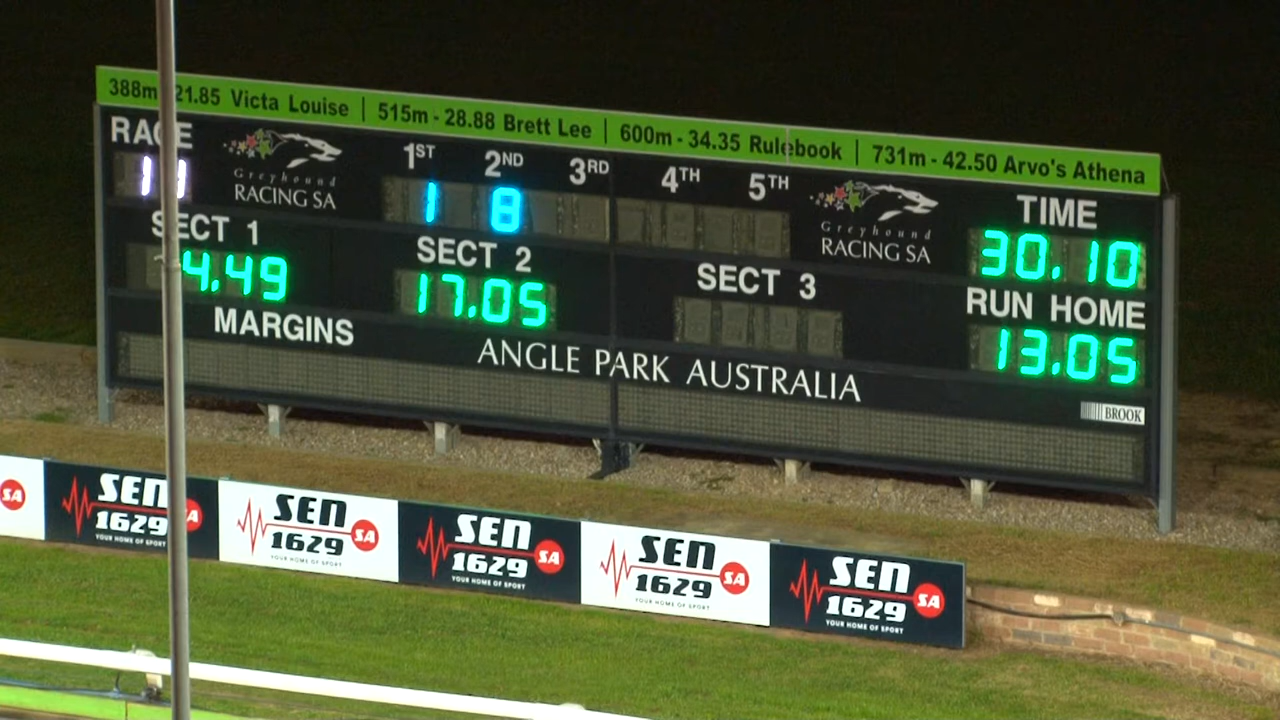 388m 21.85 Victa Louise | 515m - 28.88 Brett Lee | 600m - 34.35 Rulebook | 731m - 42.50 Arvo's Athena
RACE
11
Greyhound
RACING SA
1ST 2ND 3RD 4TH 5TH
1 8
Greyhound
RACING SA
TIME
30.10
SECT 1
4.49
SECT 2
17.05
SECT 3
RUN HOME
13.05
MARGINS
ANGLE PARK AUSTRALIA
BROOK
SA
SEN
1629
SA
YOUR HOME OF SPORT
SEN
1629
SA
YOUR HOME OF SPORT
SEN
1629
SA
YOUR HOME OF SPORT
SEN
1629
SA
YOUR HOME OF SPORT
SEN
1629
SA
YOUR HOME OF SPORT